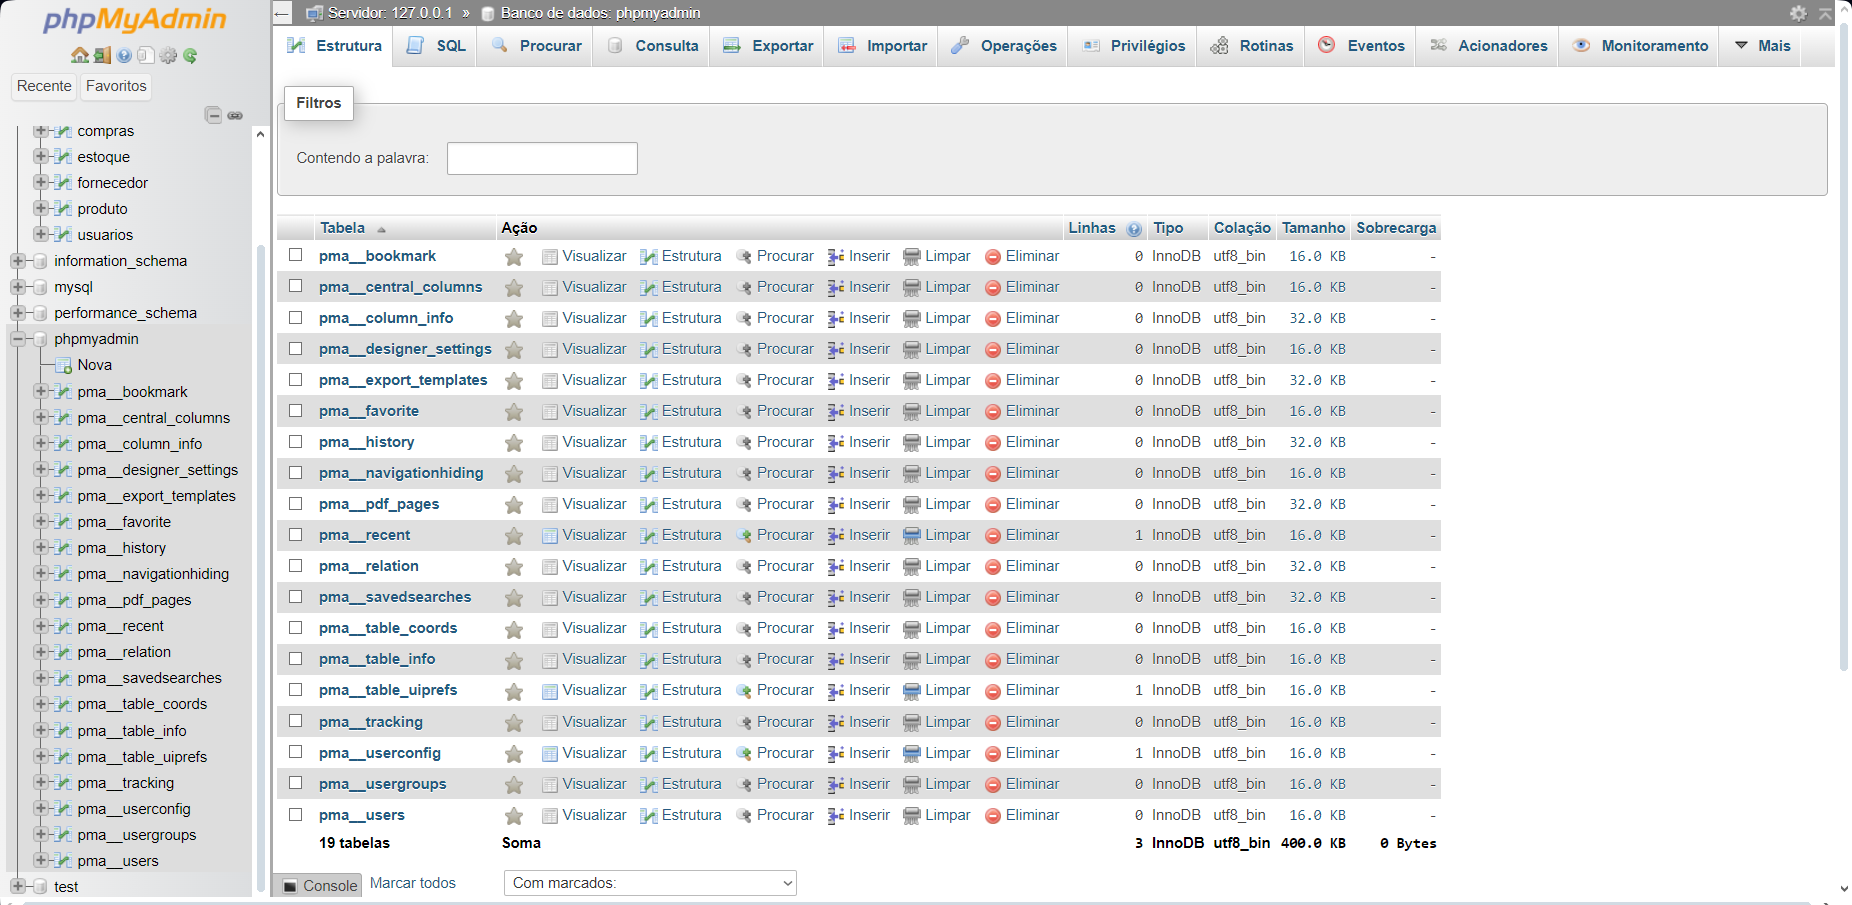 phpMyAdmin
Recente Favoritos
compras
estoque
fornecedor
produto
usuarios
information_schema
mysql
performance_schema
phpmyadmin
Nova
pma__bookmark
pma__central_columns
pma__column_info
pma__designer_settings
pma__export_templates
pma__favorite
pma__history
pma__navigationhiding
pma__pdf_pages
pma__recent
pma__relation
pma__savedsearches
pma__table_coords
pma__table_info
pma__table_uiprefs
pma__tracking
pma__userconfig
pma__usergroups
pma__users
test
Servidor: 127.0.0.1 » Banco de dados: phpmyadmin
Estrutura SQL Procurar Consulta Exportar Importar Operações Privilégios Rotinas Eventos Acionadores Monitoramento Mais
Filtros
Contendo a palavra:
Tabela Ação Linhas Tipo Colação Tamanho Sobrecarga
pma__bookmark Visualizar Estrutura Procurar Inserir Limpar Eliminar 0 InnoDB utf8_bin 16.0 KB -
pma__central_columns Visualizar Estrutura Procurar Inserir Limpar Eliminar 0 InnoDB utf8_bin 16.0 KB -
pma__column_info Visualizar Estrutura Procurar Inserir Limpar Eliminar 0 InnoDB utf8_bin 32.0 KB -
pma__designer_settings Visualizar Estrutura Procurar Inserir Limpar Eliminar 0 InnoDB utf8_bin 16.0 KB -
pma__export_templates Visualizar Estrutura Procurar Inserir Limpar Eliminar 0 InnoDB utf8_bin 32.0 KB -
pma__favorite Visualizar Estrutura Procurar Inserir Limpar Eliminar 0 InnoDB utf8_bin 16.0 KB -
pma__history Visualizar Estrutura Procurar Inserir Limpar Eliminar 0 InnoDB utf8_bin 32.0 KB -
pma__navigationhiding Visualizar Estrutura Procurar Inserir Limpar Eliminar 0 InnoDB utf8_bin 16.0 KB -
pma__pdf_pages Visualizar Estrutura Procurar Inserir Limpar Eliminar 0 InnoDB utf8_bin 32.0 KB -
pma__recent Visualizar Estrutura Procurar Inserir Limpar Eliminar 1 InnoDB utf8_bin 16.0 KB -
pma__relation Visualizar Estrutura Procurar Inserir Limpar Eliminar 0 InnoDB utf8_bin 32.0 KB -
pma__savedsearches Visualizar Estrutura Procurar Inserir Limpar Eliminar 0 InnoDB utf8_bin 32.0 KB -
pma__table_coords Visualizar Estrutura Procurar Inserir Limpar Eliminar 0 InnoDB utf8_bin 16.0 KB -
pma__table_info Visualizar Estrutura Procurar Inserir Limpar Eliminar 0 InnoDB utf8_bin 16.0 KB -
pma__table_uiprefs Visualizar Estrutura Procurar Inserir Limpar Eliminar 1 InnoDB utf8_bin 16.0 KB -
pma__tracking Visualizar Estrutura Procurar Inserir Limpar Eliminar 0 InnoDB utf8_bin 16.0 KB -
pma__userconfig Visualizar Estrutura Procurar Inserir Limpar Eliminar 1 InnoDB utf8_bin 16.0 KB -
pma__usergroups Visualizar Estrutura Procurar Inserir Limpar Eliminar 0 InnoDB utf8_bin 16.0 KB -
pma__users Visualizar Estrutura Procurar Inserir Limpar Eliminar 0 InnoDB utf8_bin 16.0 KB -
19 tabelas Soma 3 InnoDB utf8_bin 400.0 KB 0 Bytes
Console Marcar todos Com marcados: